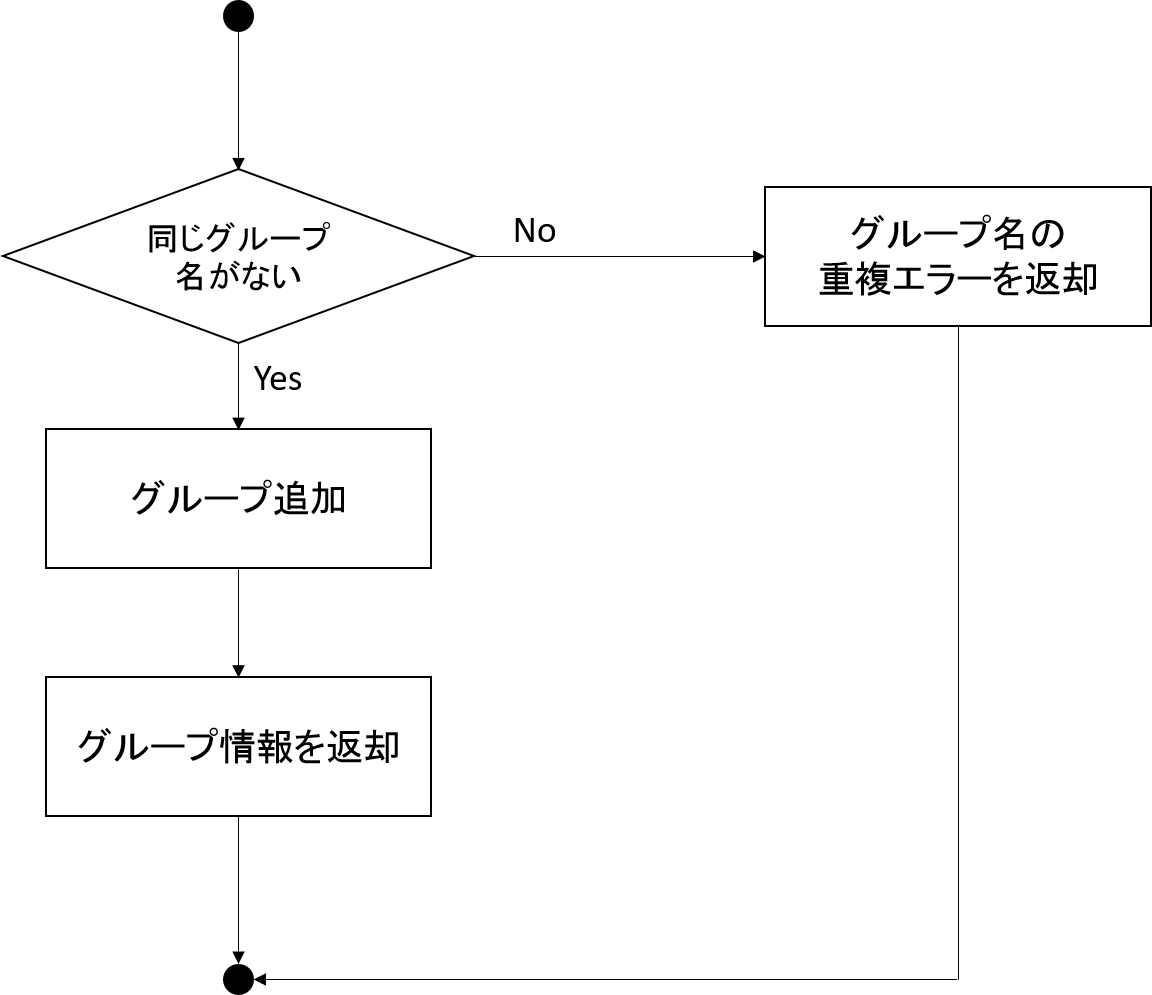 同じグループ
名がない
No
グループ名の
重複エラーを返却
Yes
グループ追加
グループ情報を返却